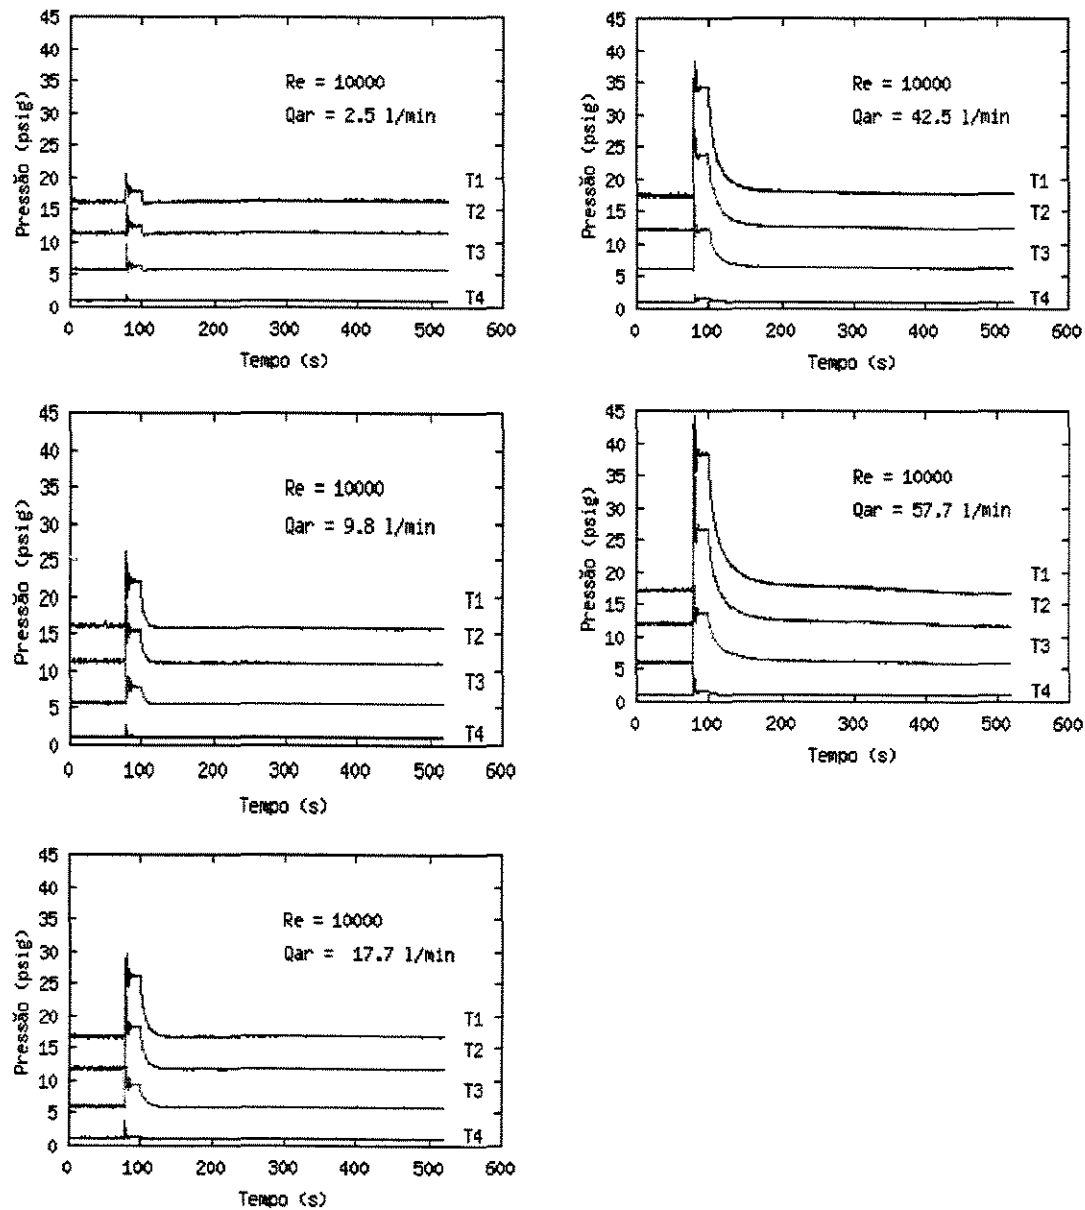 45
40
35
30
25
20
15
10
5
0
Pressão (psig)
Re = 10000
Qar = 2.5 l/min
T1
T2
T3
T4
0 100 200 300 400 500 600
Tempo (s)
45
40
35
30
25
20
15
10
5
0
Pressão (psig)
Re = 10000
Qar = 42.5 l/min
T1
T2
T3
T4
0 100 200 300 400 500 600
Tempo (s)
45
40
35
30
25
20
15
10
5
0
Pressão (psig)
Re = 10000
Qar = 9.8 l/min
T1
T2
T3
T4
0 100 200 300 400 500 600
Tempo (s)
45
40
35
30
25
20
15
10
5
0
Pressão (psig)
Re = 10000
Qar = 57.7 l/min
T1
T2
T3
T4
0 100 200 300 400 500 600
Tempo (s)
45
40
35
30
25
20
15
10
5
0
Pressão (psig)
Re = 10000
Qar = 17.7 l/min
T1
T2
T3
T4
0 100 200 300 400 500 600
Tempo (s)